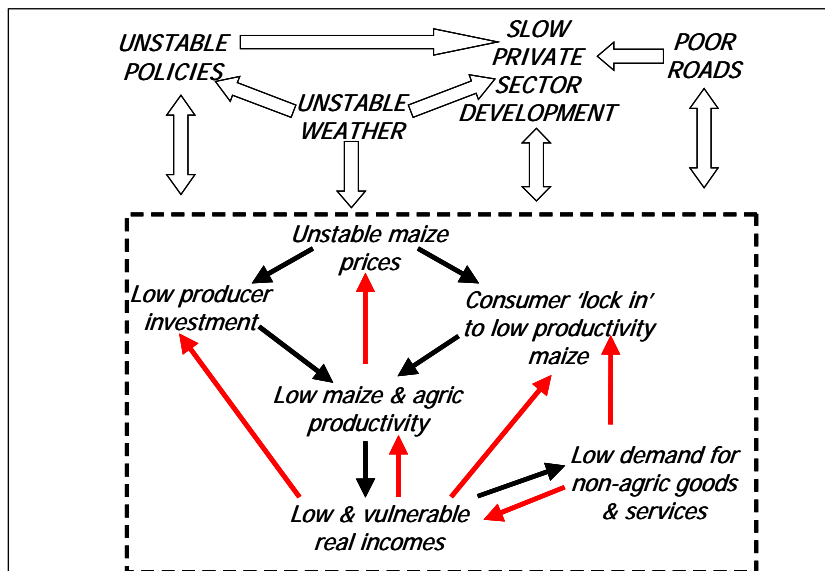 UNSTABLE
POLICIES
SLOW
PRIVATE
SECTOR
DEVELOPMENT
POOR
ROADS
UNSTABLE
WEATHER
Unstable maize
prices
Low producer
investment
Consumer ‘lock in’
to low productivity
maize
Low maize & agric
productivity
Low demand for
non-agric goods
& services
Low & vulnerable
real incomes